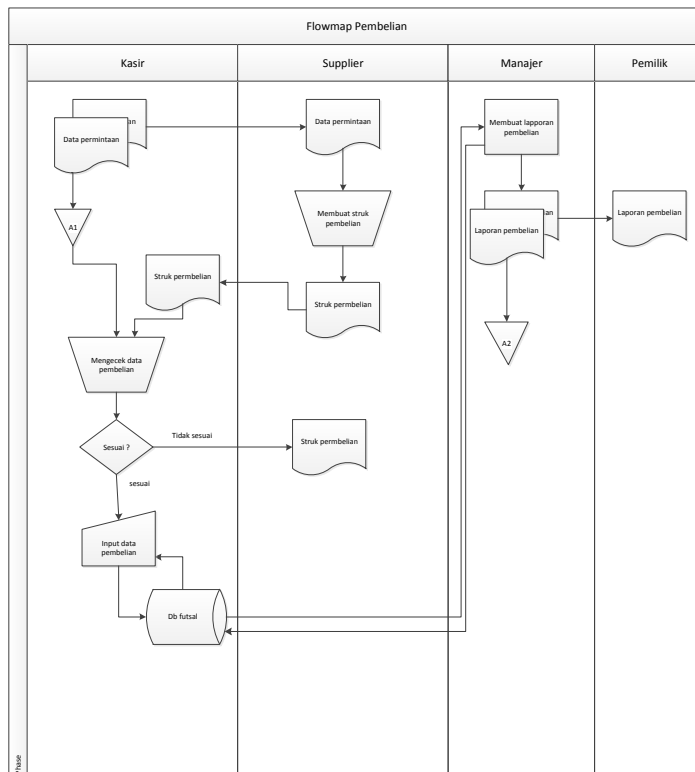 Flowmap Pembelian
Kasir
Supplier
Manajer
Pemilik
Data permintaan
Data permintaan
Membuat lapporan
pembelian
A1
Membuat struk
pembelian
Laporan pembelian
Laporan pembelian
Struk permbelian
Struk permbelian
A2
Mengecek data
pembelian
Sesuai ?
Tidak sesuai
Struk permbelian
sesuai
Input data
pembelian
Db futsal
Phase